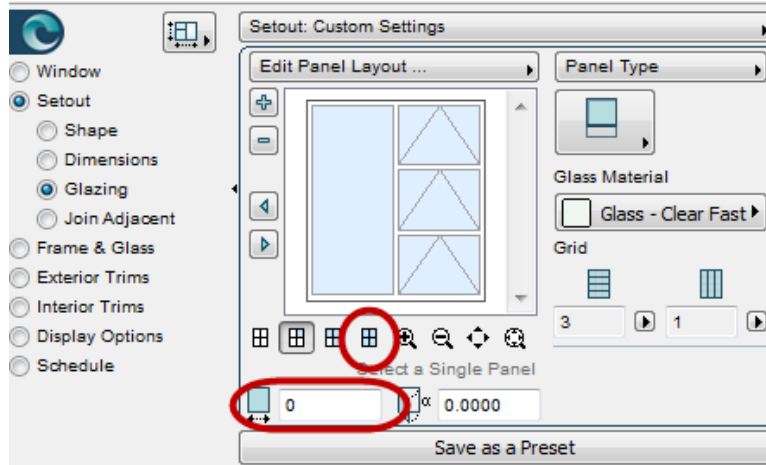 Setout: Custom Settings
Window
Setout
Shape
Dimensions
Glazing
Join Adjacent
Frame & Glass
Exterior Trims
Interior Trims
Display Options
Schedule
Edit Panel Layout ...
Panel Type
Glass Material
Glass - Clear Fast
Grid
3
1
Select a Single Panel
0
α
0.0000
Save as a Preset